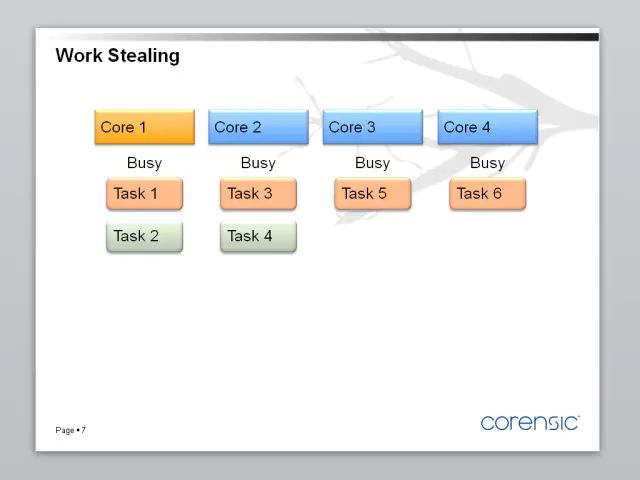 Work Stealing
Core 1 Core 2 Core 3 Core 4
Busy Busy Busy Busy
Task 1 Task 3 Task 5 Task 6
Task 2 Task 4
Page • 7
corensic